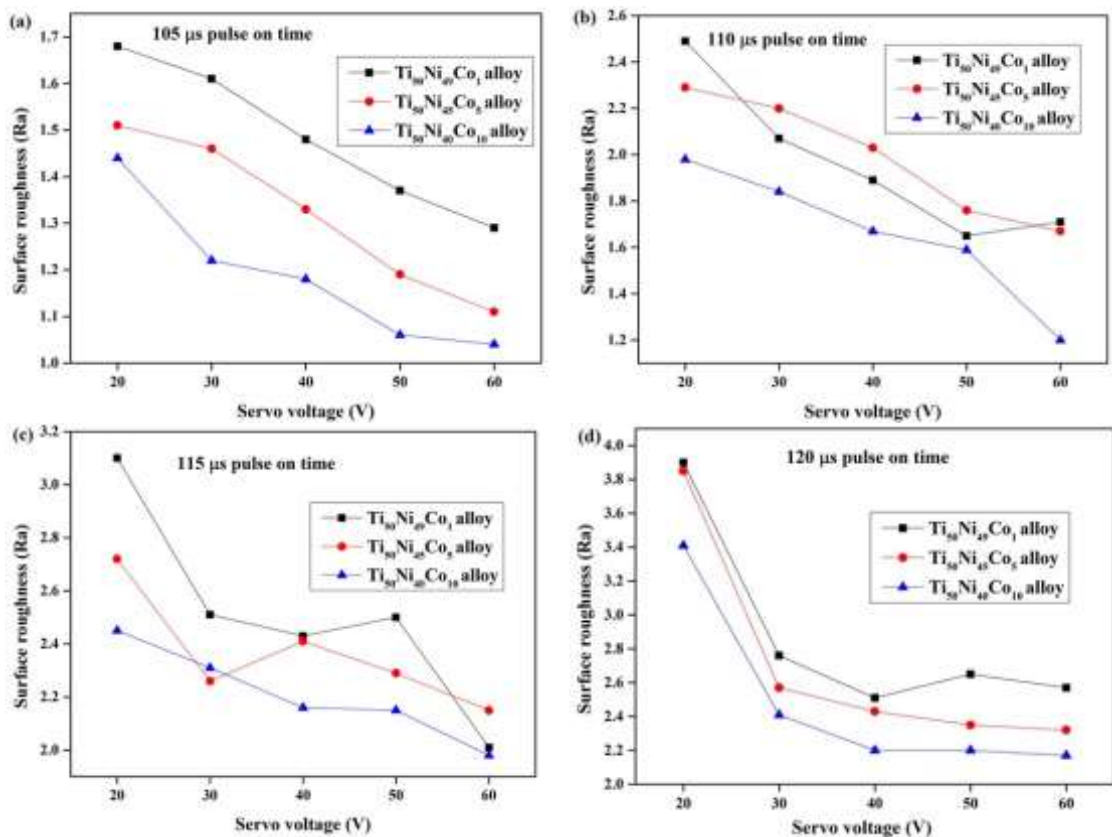 (a)
105 μs pulse on time
Ti50Ni49Co1 alloy
Ti50Ni45Co5 alloy
Ti50Ni40Co10 alloy
Surface roughness (Ra)
1.7
1.6
1.5
1.4
1.3
1.2
1.1
1.0
20 30 40 50 60
Servo voltage (V)
(b)
110 μs pulse on time
Ti50Ni49Co1 alloy
Ti50Ni45Co5 alloy
Ti50Ni40Co10 alloy
Surface roughness (Ra)
2.6
2.4
2.2
2.0
1.8
1.6
1.4
1.2
20 30 40 50 60
Servo voltage (V)
(c)
115 μs pulse on time
Ti50Ni49Co1 alloy
Ti50Ni45Co5 alloy
Ti50Ni40Co10 alloy
Surface roughness (Ra)
3.2
3.0
2.8
2.6
2.4
2.2
2.0
20 30 40 50 60
Servo voltage (V)
(d)
120 μs pulse on time
Ti50Ni49Co1 alloy
Ti50Ni45Co5 alloy
Ti50Ni40Co10 alloy
Surface roughness (Ra)
4.0
3.8
3.6
3.4
3.2
3.0
2.8
2.6
2.4
2.2
2.0
20 30 40 50 60
Servo voltage (V)